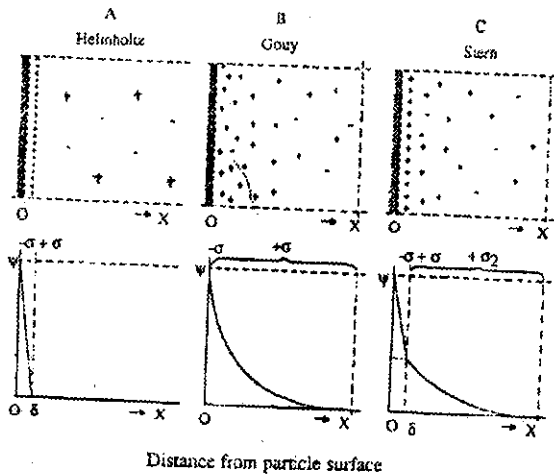 A B C
Helmholtz Gouy Stern
O → X O → X O → X
-σ + σ -σ +σ -σ + σ + σ2
ψ ψ ψ
O δ → X O → X O δ → X
Distance from particle surface